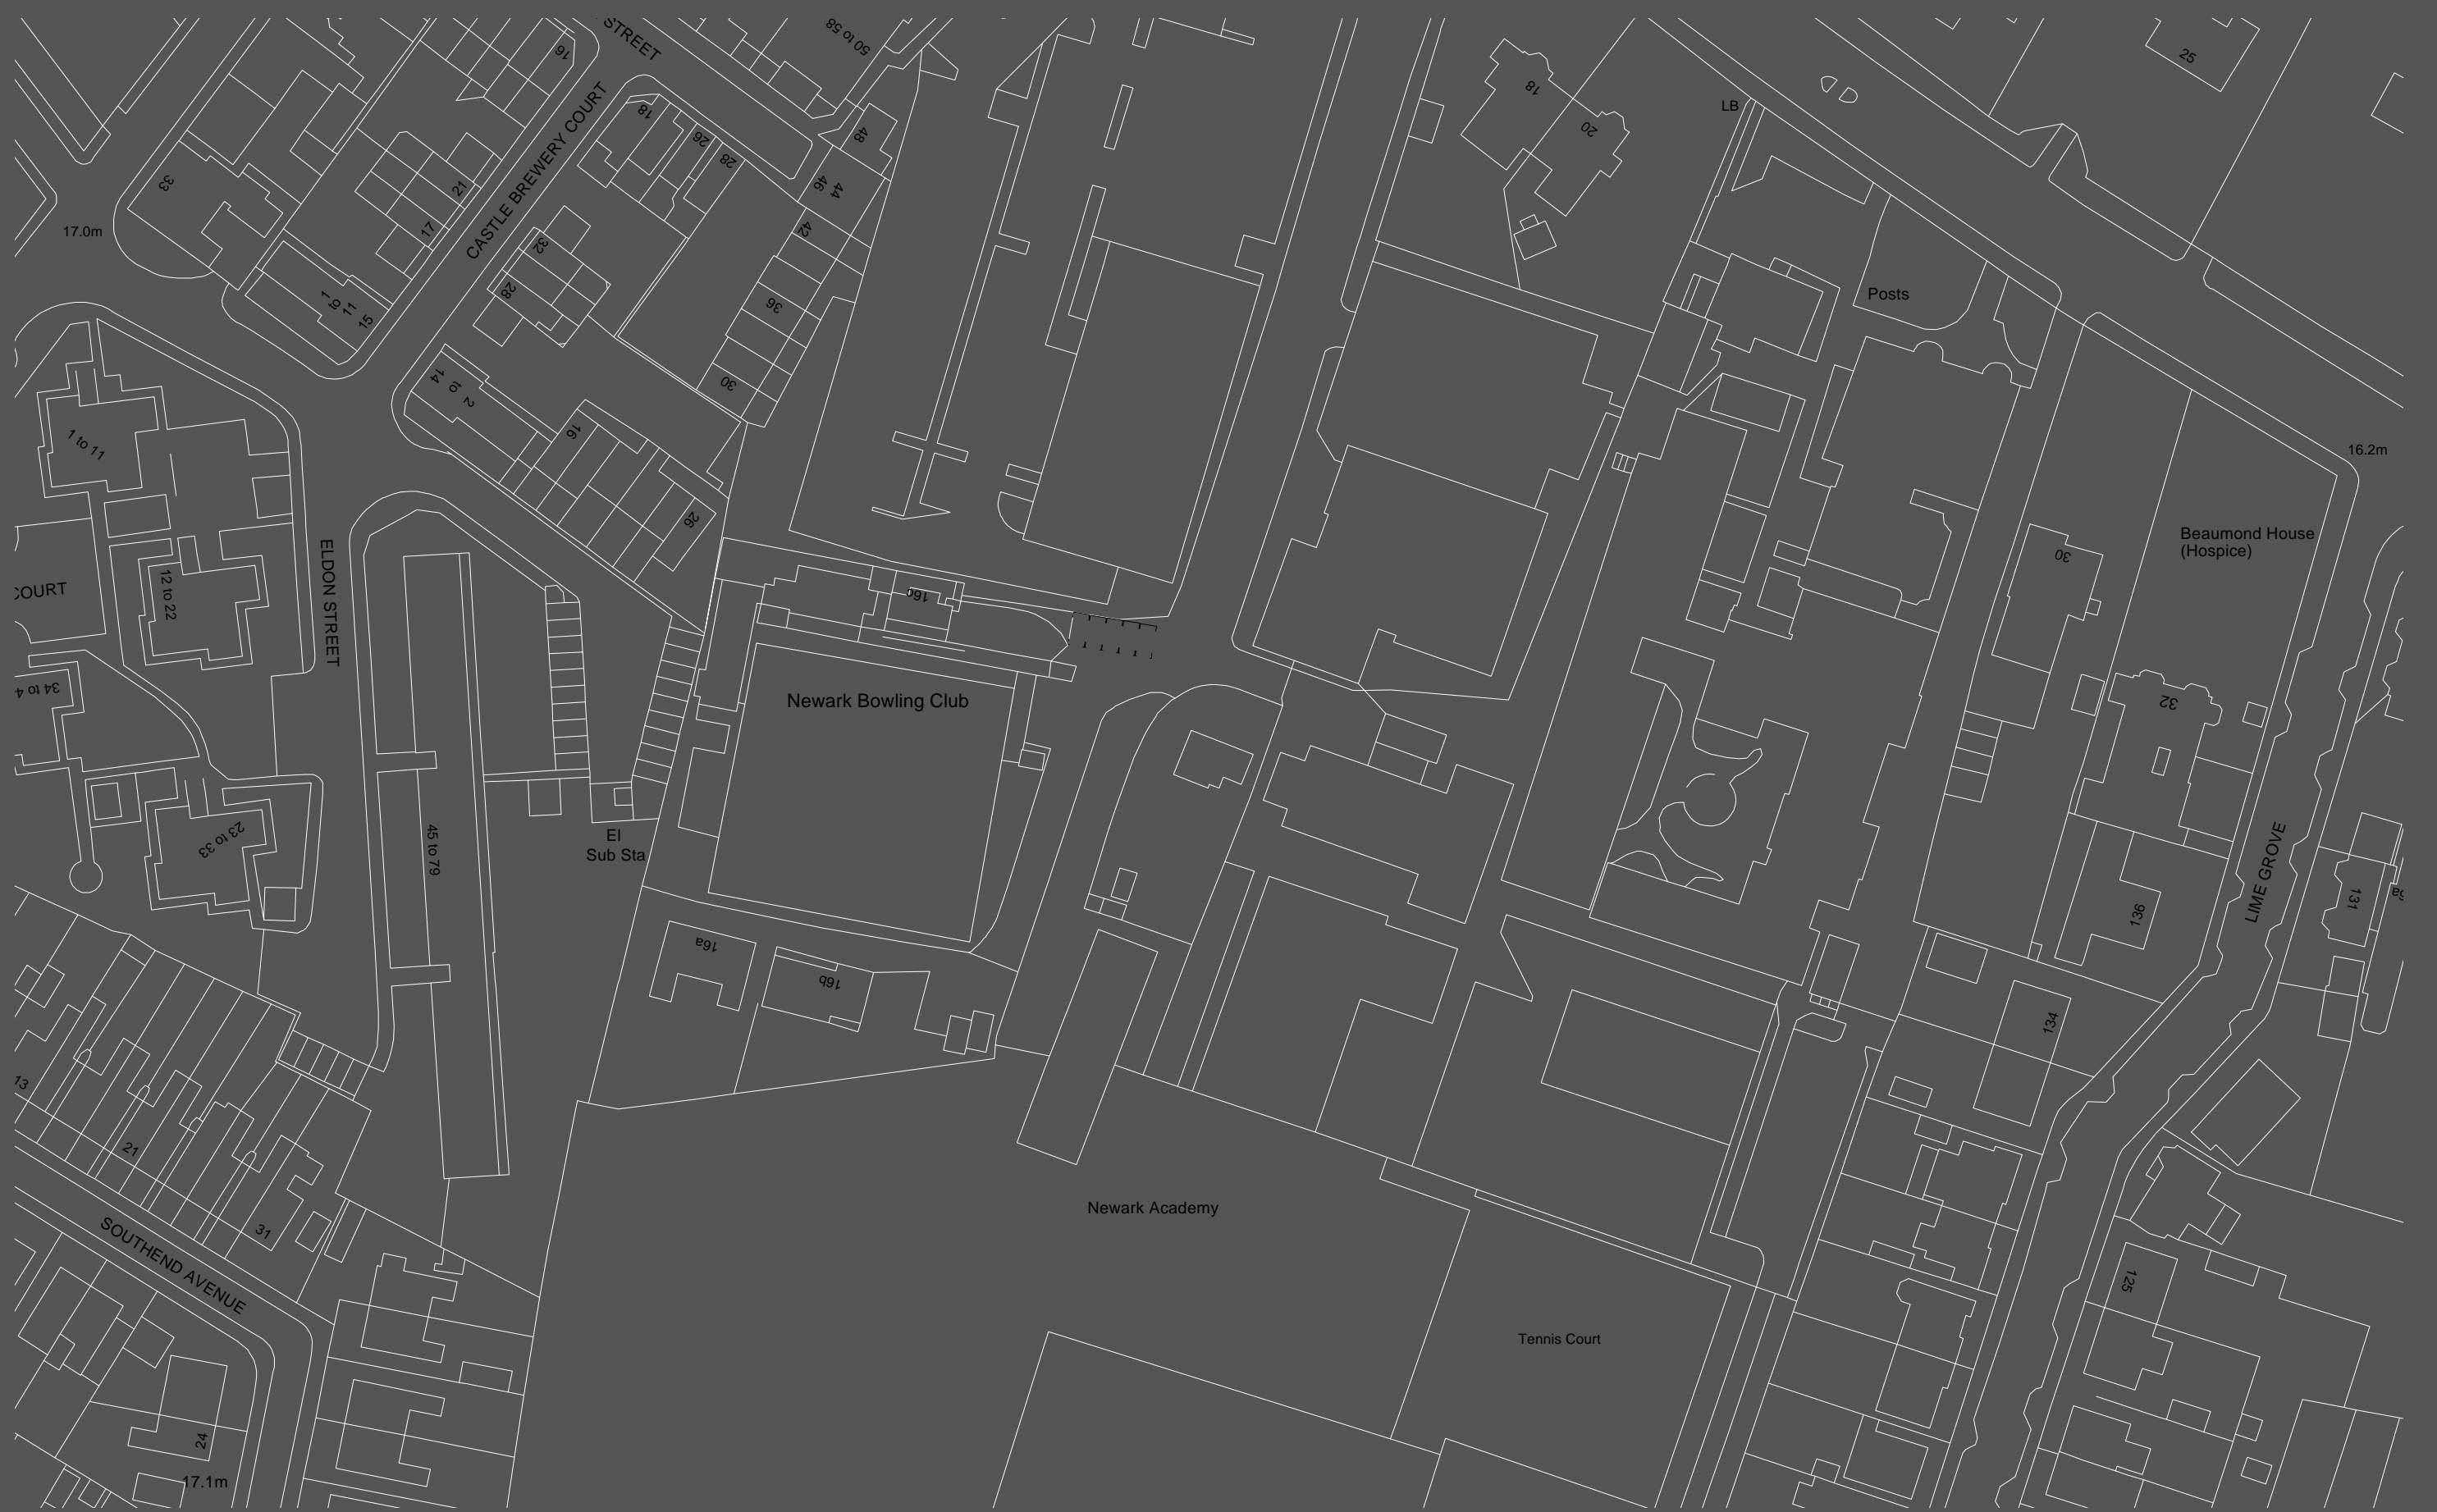 STREET
50 to 58
16
25
18
LB
18
20
48
26
28
33
21
46
44
CASTLE BREWERY COURT
17.0m
17
42
32
28
Posts
1 to 11
15
36
30
14 to 2
16
1 to 11
16.2m
26
ELDON STREET
Beaumond House
(Hospice)
30
COURT
12 to 22
16c
34 to 4
Newark Bowling Club
32
23 to 33
45 to 79
El
Sub Sta
LIME GROVE
131
136
16a
16b
134
13
21
31
Newark Academy
SOUTHEND AVENUE
125
Tennis Court
24
17.1m